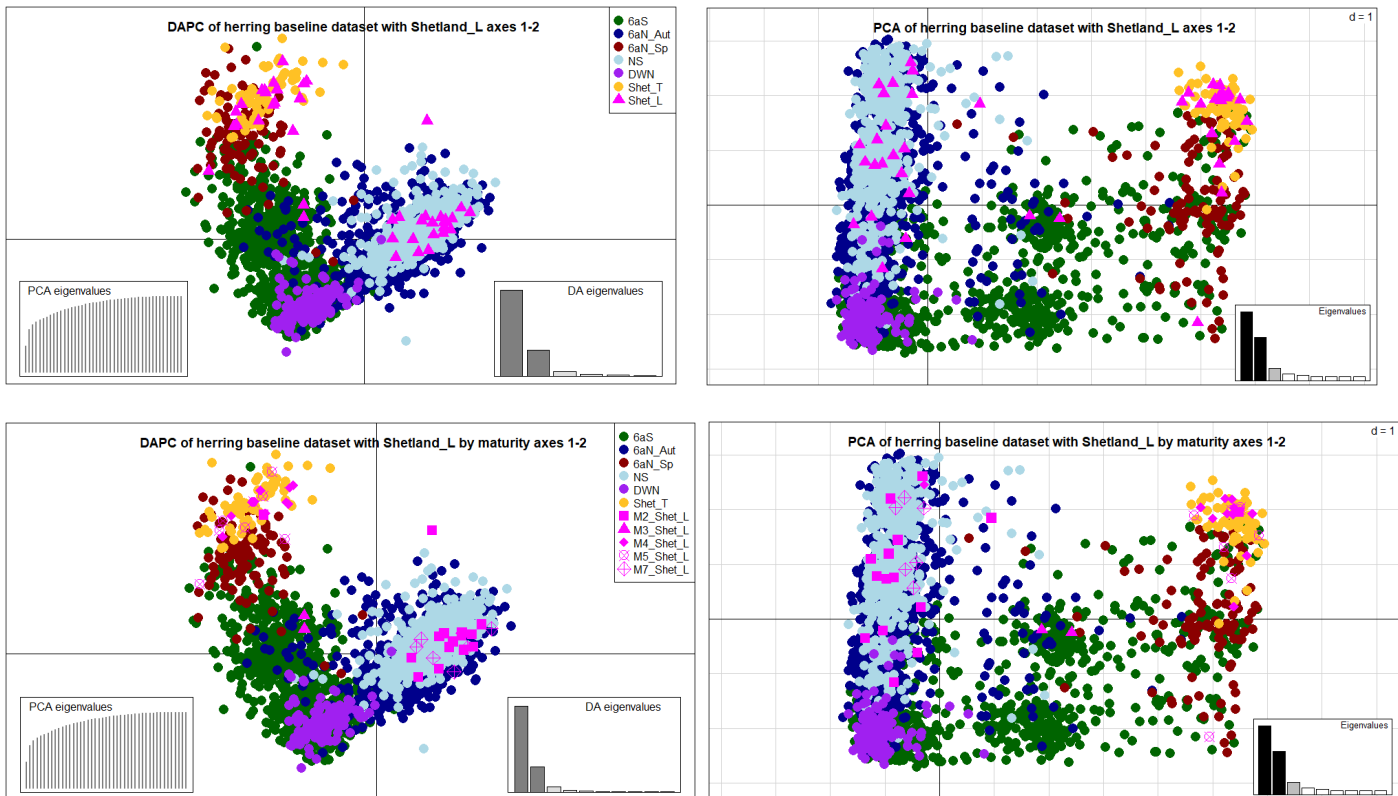 DAPC of herring baseline dataset with Shetland_L axes 1-2
6aS
6aN_Aut
6aN_Sp
NS
DWN
Shet_T
Shet_L
PCA eigenvalues
DA eigenvalues
PCA of herring baseline dataset with Shetland_L axes 1-2
d = 1
Eigenvalues
DAPC of herring baseline dataset with Shetland_L by maturity axes 1-2
6aS
6aN_Aut
6aN_Sp
NS
DWN
Shet_T
M2_Shet_L
M3_Shet_L
M4_Shet_L
M5_Shet_L
M7_Shet_L
PCA eigenvalues
DA eigenvalues
PCA of herring baseline dataset with Shetland_L by maturity axes 1-2
d = 1
Eigenvalues